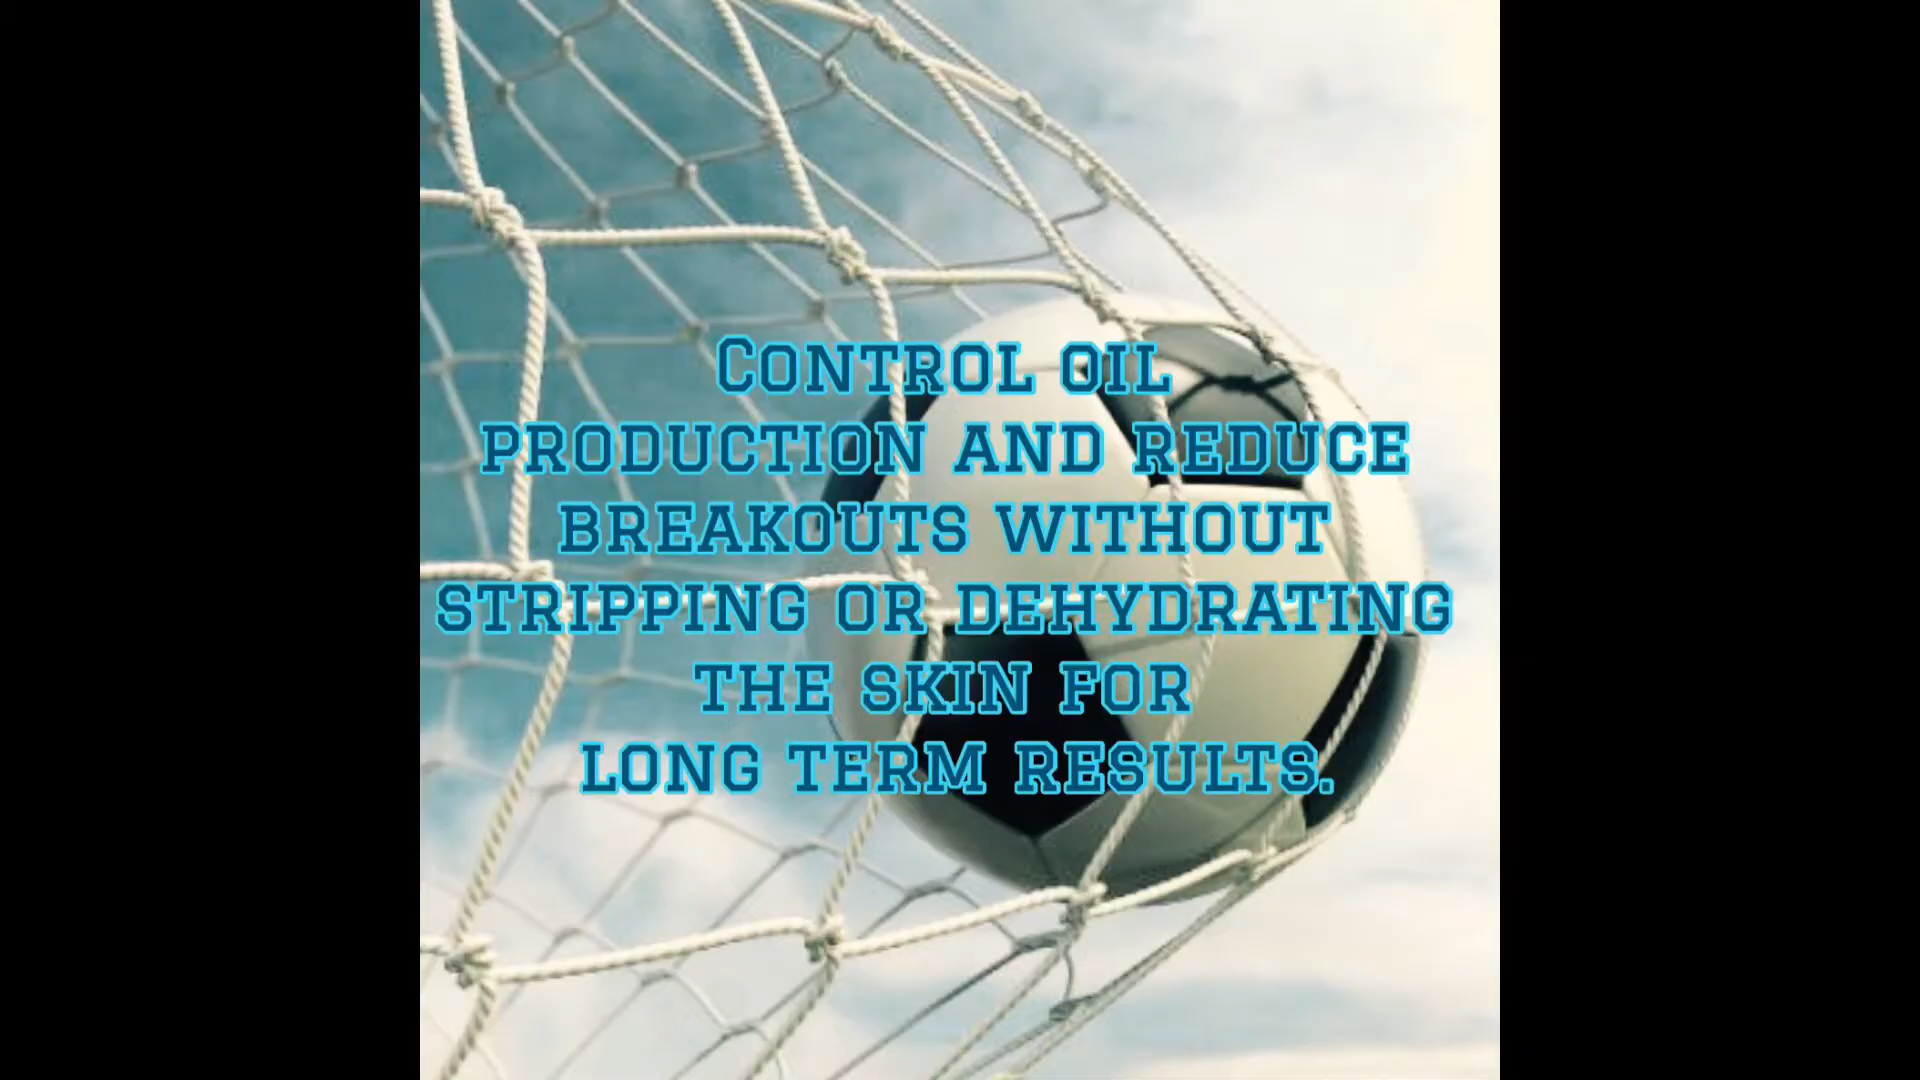 Control oil
production and reduce
breakouts without
stripping or dehydrating
the skin for
long term results.